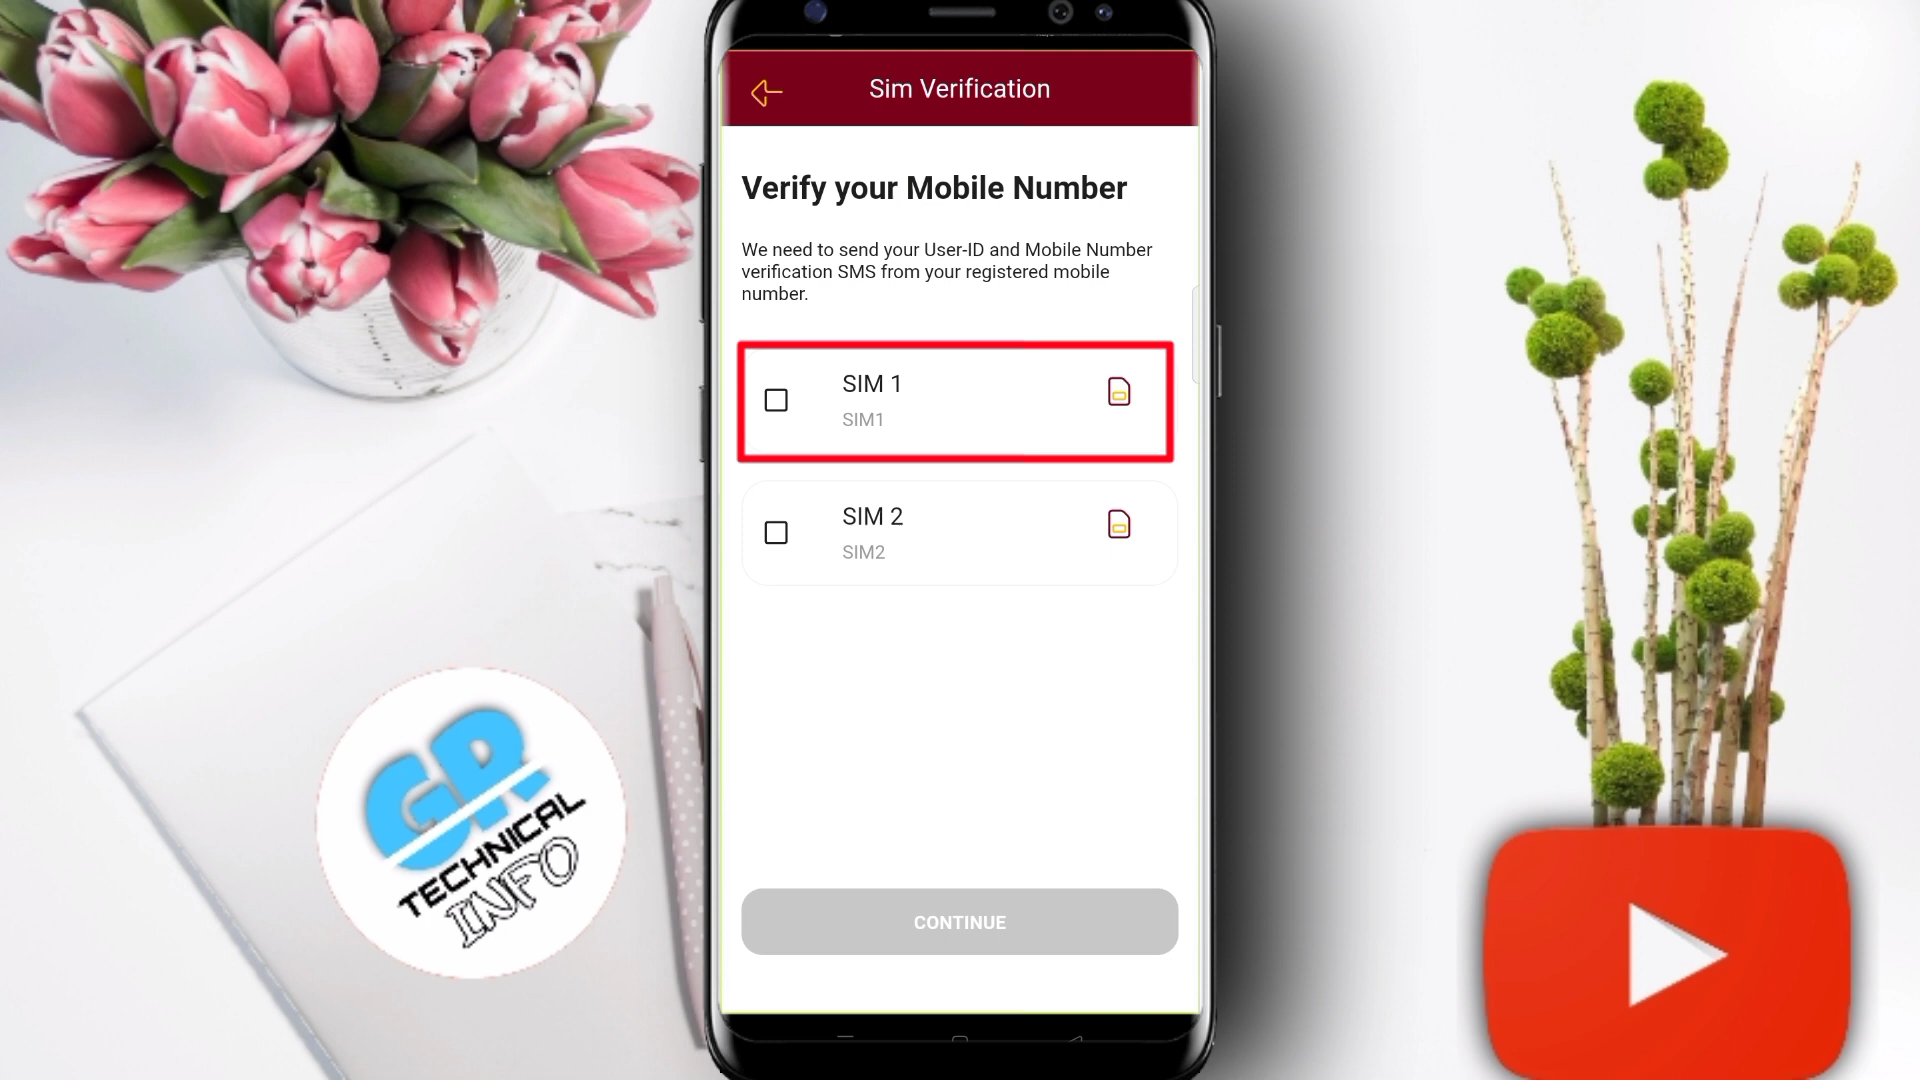 Sim Verification
Verify your Mobile Number
We need to send your User-ID and Mobile Number
verification SMS from your registered mobile
number.
SIM 1
SIM1
SIM 2
SIM2
CONTINUE
GR
TECHNICAL
INFO